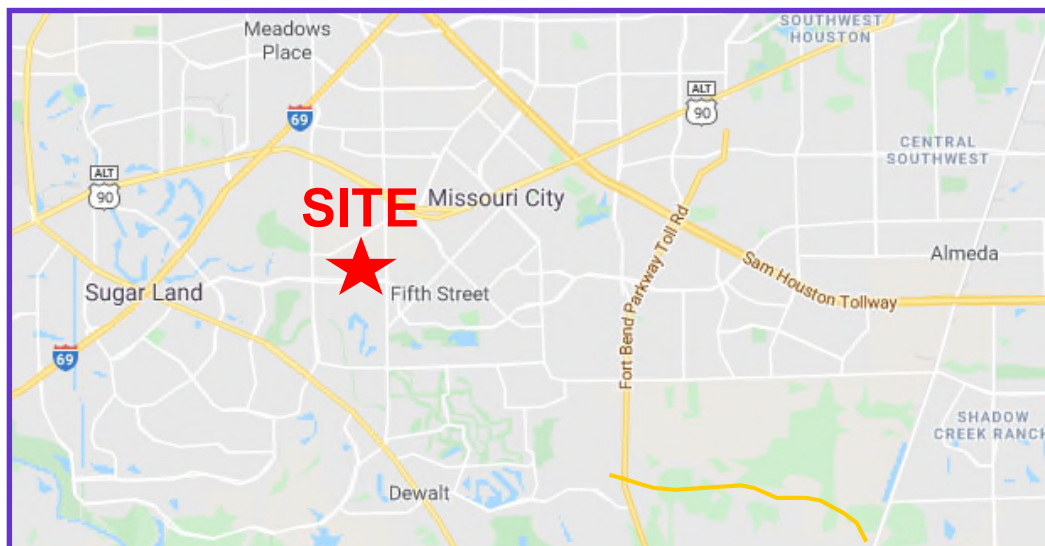 SOUTHWEST
HOUSTON
Meadows
Place
ALT
90
69
CENTRAL
SOUTHWEST
ALT
90
SITE
Missouri City
Fort Bend Parkway Toll Rd
Almeda
Sam Houston Tollway
Sugar Land
Fifth Street
69
SHADOW
CREEK RANCH
Dewalt